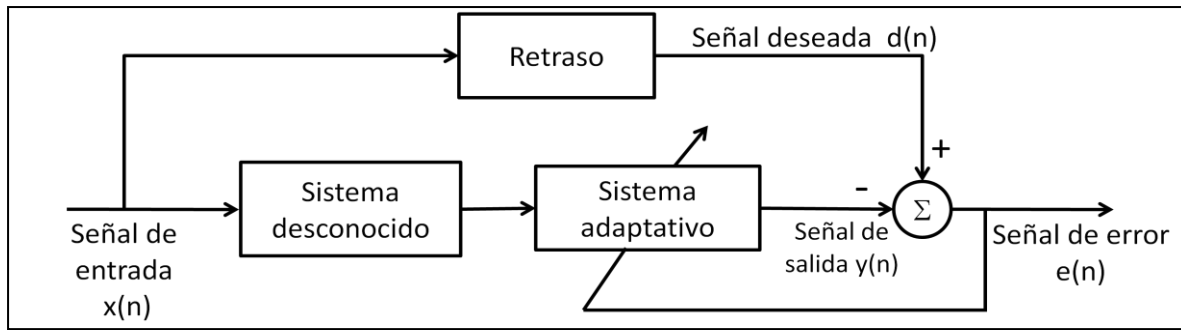 Retraso
Señal deseada d(n)
+
Sistema
desconocido
Sistema
adaptativo
-
Σ
Señal de
entrada
x(n)
Señal de
salida y(n)
Señal de error
e(n)